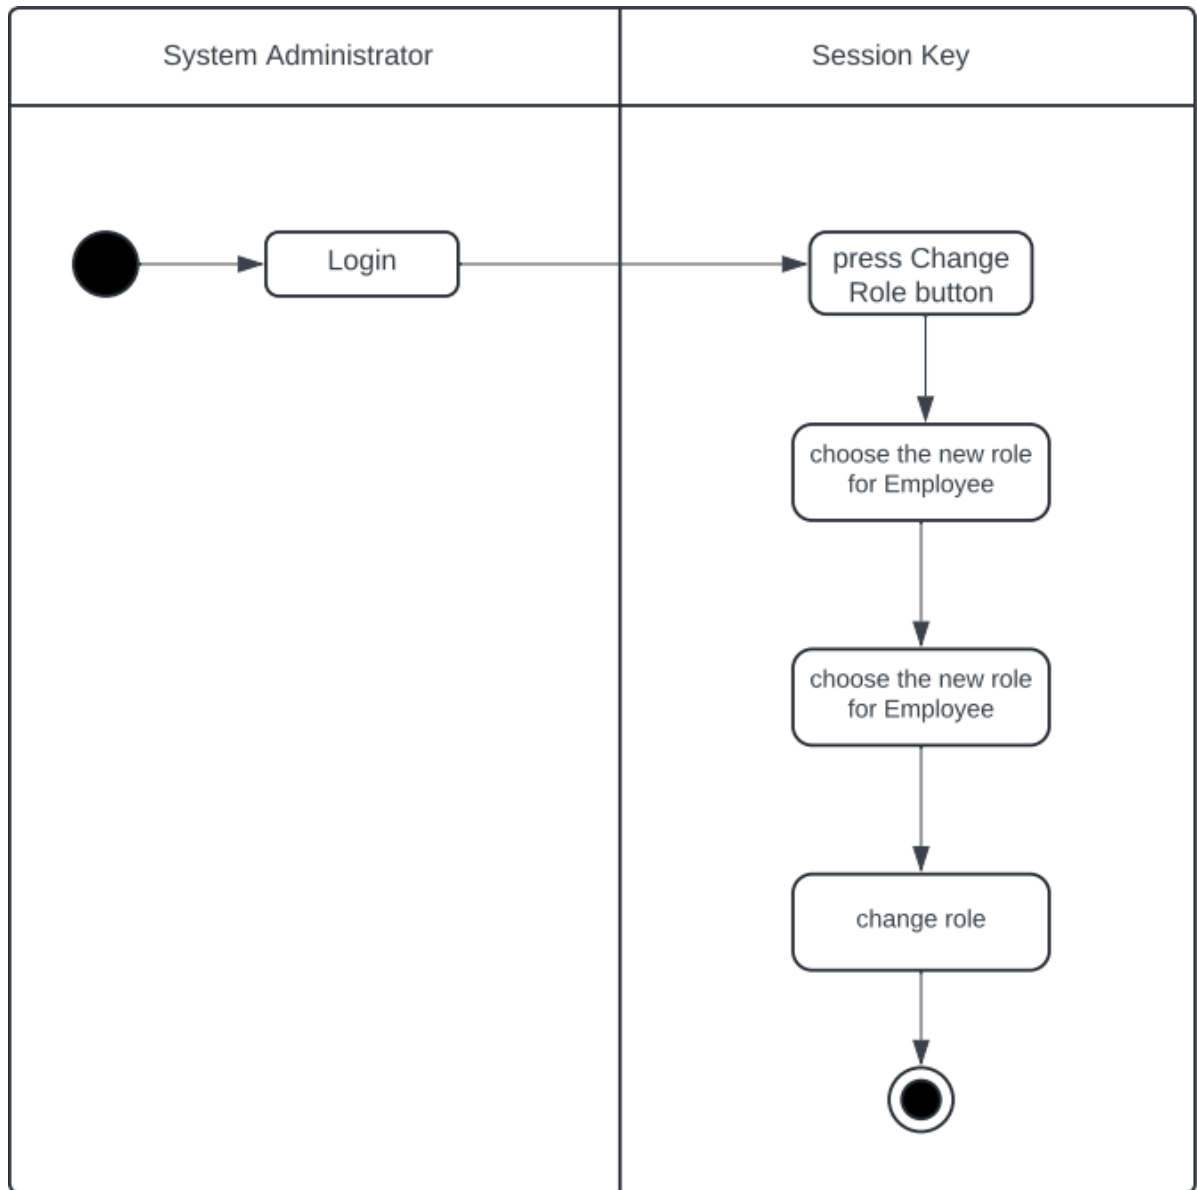 System Administrator
Session Key
Login
press Change
Role button
choose the new role
for Employee
choose the new role
for Employee
change role